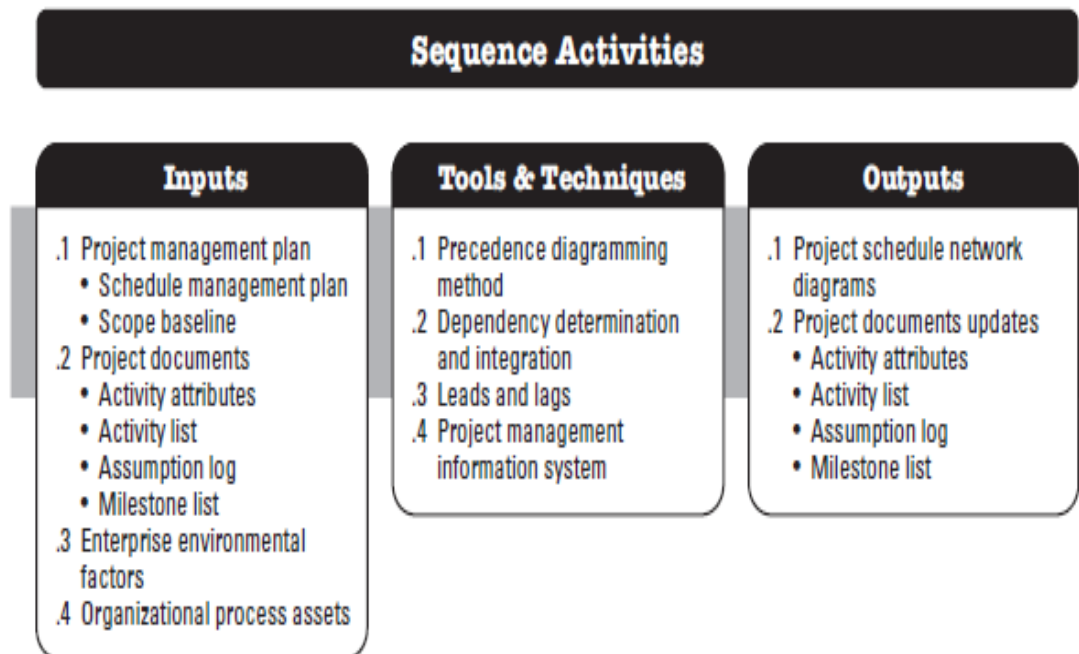 Sequence Activities
Inputs
.1 Project management plan
• Schedule management plan
• Scope baseline
.2 Project documents
• Activity attributes
• Activity list
• Assumption log
• Milestone list
.3 Enterprise environmental
factors
.4 Organizational process assets
Tools & Techniques
.1 Precedence diagramming
method
.2 Dependency determination
and integration
.3 Leads and lags
.4 Project management
information system
Outputs
.1 Project schedule network
diagrams
.2 Project documents updates
• Activity attributes
• Activity list
• Assumption log
• Milestone list